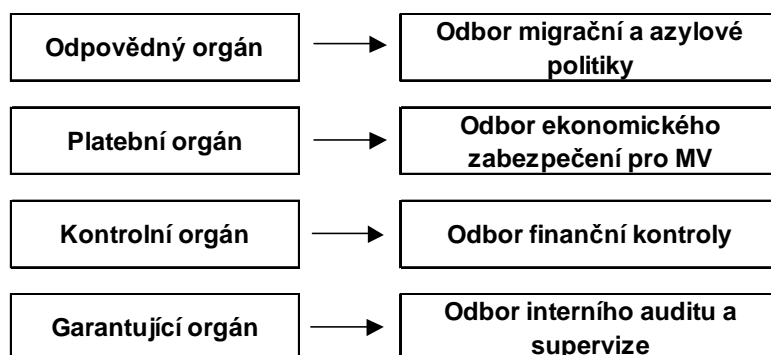 Odpovědný orgán
Odbor migrační a azylové
politiky
Platební orgán
Odbor ekonomického
zabezpečení pro MV
Kontrolní orgán
Odbor finanční kontroly
Garantující orgán
Odbor interního auditu a
supervize